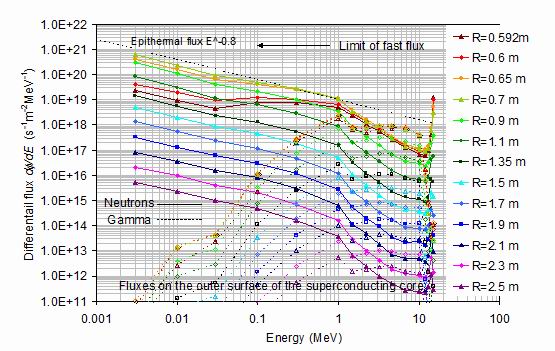 1.0E+22
1.0E+21
1.0E+20
1.0E+19
1.0E+18
1.0E+17
1.0E+16
1.0E+15
1.0E+14
1.0E+13
1.0E+12
1.0E+11
Differentail flux dφ/dE (s⁻¹m⁻²MeV⁻¹)
Epithermal flux E^-0.8
Limit of fast flux
Neutrons
Gamma
Fluxes on the outer surface of the superconducting core
0.001 0.01 0.1 1 10 100
Energy (MeV)
R=0.592m
R=0.6 m
R=0.65 m
R=0.7 m
R=0.9 m
R=1.1 m
R=1.35 m
R=1.5 m
R=1.7 m
R=1.9 m
R=2.1 m
R=2.3 m
R=2.5 m